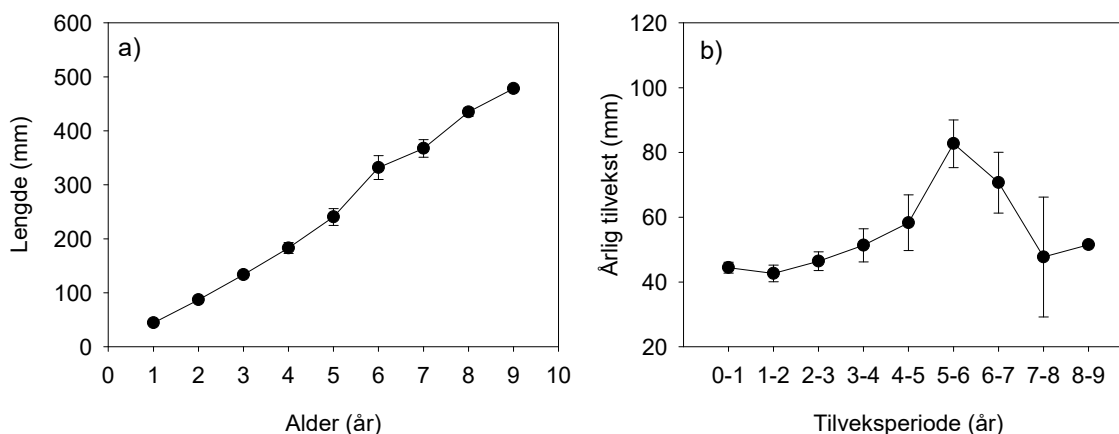 a)
600
500
400
300
200
100
0
Lengde (mm)
0 1 2 3 4 5 6 7 8 9 10
Alder (år)
b)
120
100
80
60
40
20
Årlig tilvekst (mm)
0-1 1-2 2-3 3-4 4-5 5-6 6-7 7-8 8-9
Tilveksperiode (år)